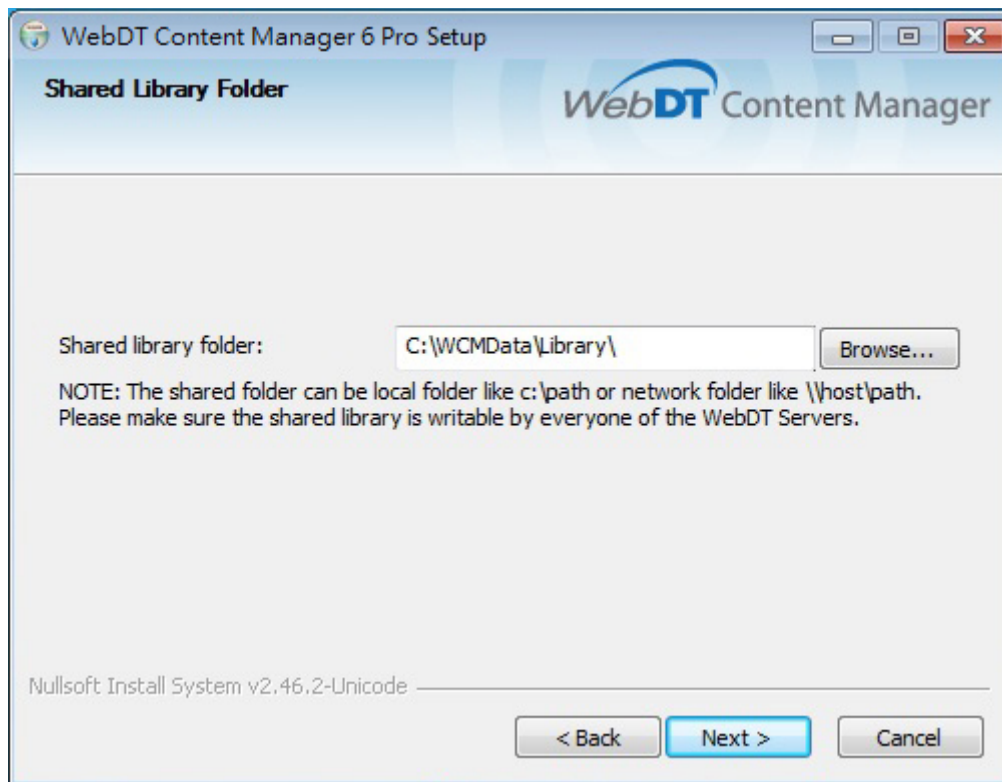 WebDT Content Manager 6 Pro Setup
Shared Library Folder
WebDT Content Manager
Shared library folder:
C:\WCMData\Library\
Browse...
NOTE: The shared folder can be local folder like c:\path or network folder like \\host\path.
Please make sure the shared library is writable by everyone of the WebDT Servers.
Nullsoft Install System v2.46.2-Unicode
< Back
Next >
Cancel